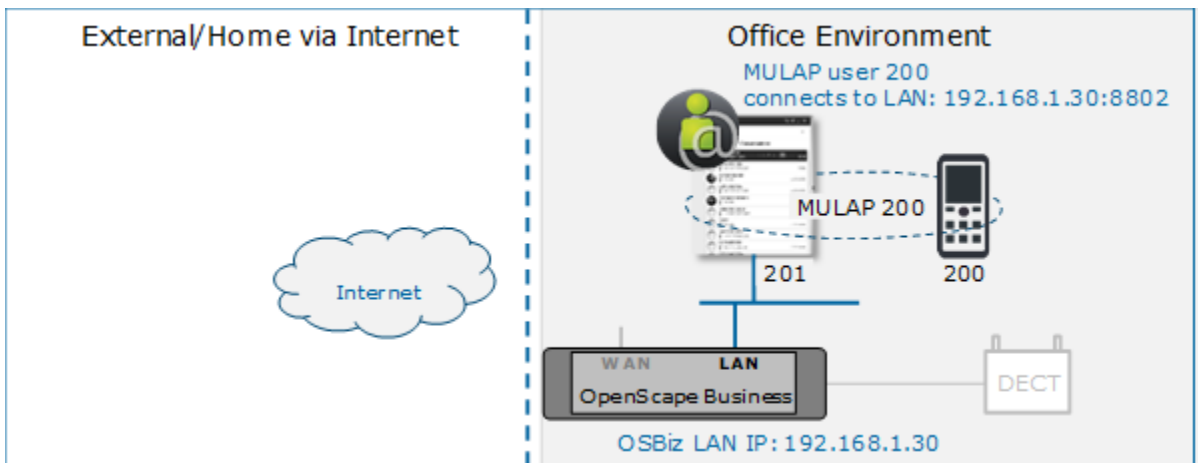 External/Home via Internet
Office Environment
MULAP user 200
connects to LAN: 192.168.1.30:8802
@
MULAP 200
201
200
Internet
WAN
LAN
OpenScape Business
DECT
OSBiz LAN IP: 192.168.1.30